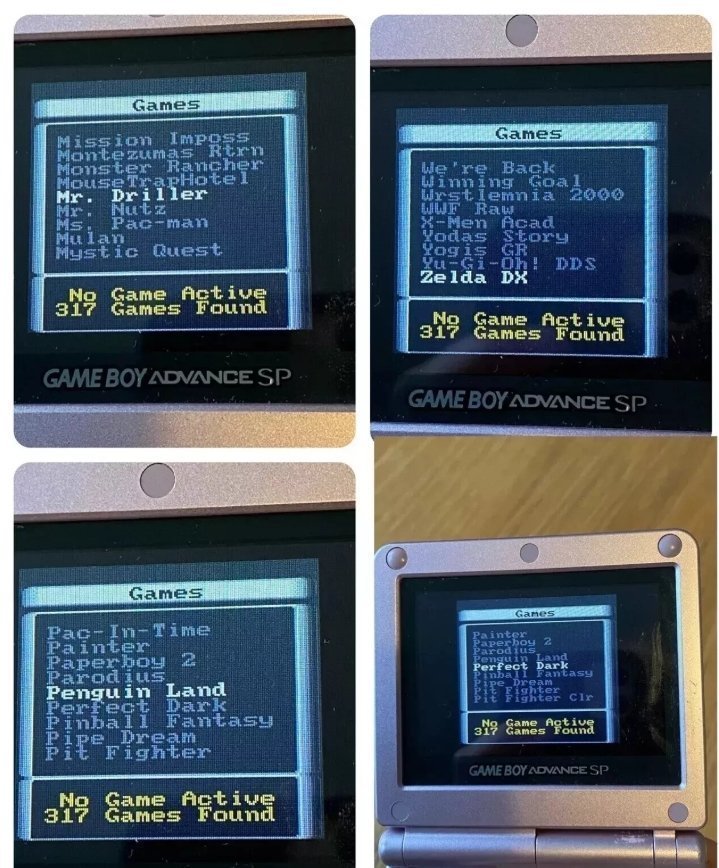 Games
Mission Imposs
Montezumas Rtrn
Monster Rancher
MouseTrapHotel
Mr. Driller
Mr. Nutz
Ms. Pac-man
Mulan
Mystic Quest
No Game Active
317 Games Found
GAME BOY ADVANCE SP
Games
We're Back
Winning Goal
Wrstlemnia 2000
WWF Raw
X-Men Acad
Yodas Story
Yogis GR
Yu-Gi-Oh! DDS
Zelda DX
No Game Active
317 Games Found
GAME BOY ADVANCE SP
Games
Pac-In-Time
Painter
Paperboy 2
Parodius
Penguin Land
Perfect Dark
Pinball Fantasy
Pipe Dream
Pit Fighter
No Game Active
317 Games Found
Games
Painter
Paperboy 2
Parodius
Penguin Land
Perfect Dark
Pinball Fantasy
Pipe Dream
Pit Fighter
Pit Fighter Clr
No Game Active
317 Games Found
GAME BOY ADVANCE SP